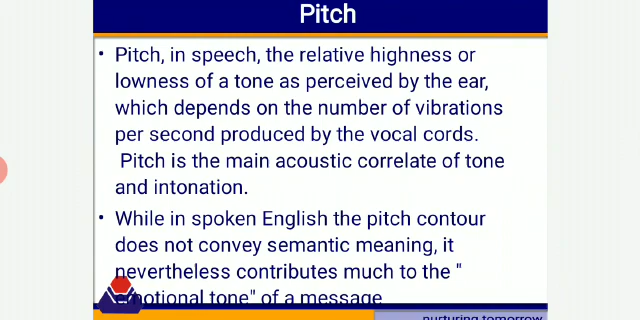 Pitch
• Pitch, in speech, the relative highness or
lowness of a tone as perceived by the ear,
which depends on the number of vibrations
per second produced by the vocal cords.
Pitch is the main acoustic correlate of tone
and intonation.
• While in spoken English the pitch contour
does not convey semantic meaning, it
nevertheless contributes much to the "
emotional tone" of a message
nurturing tomorrow